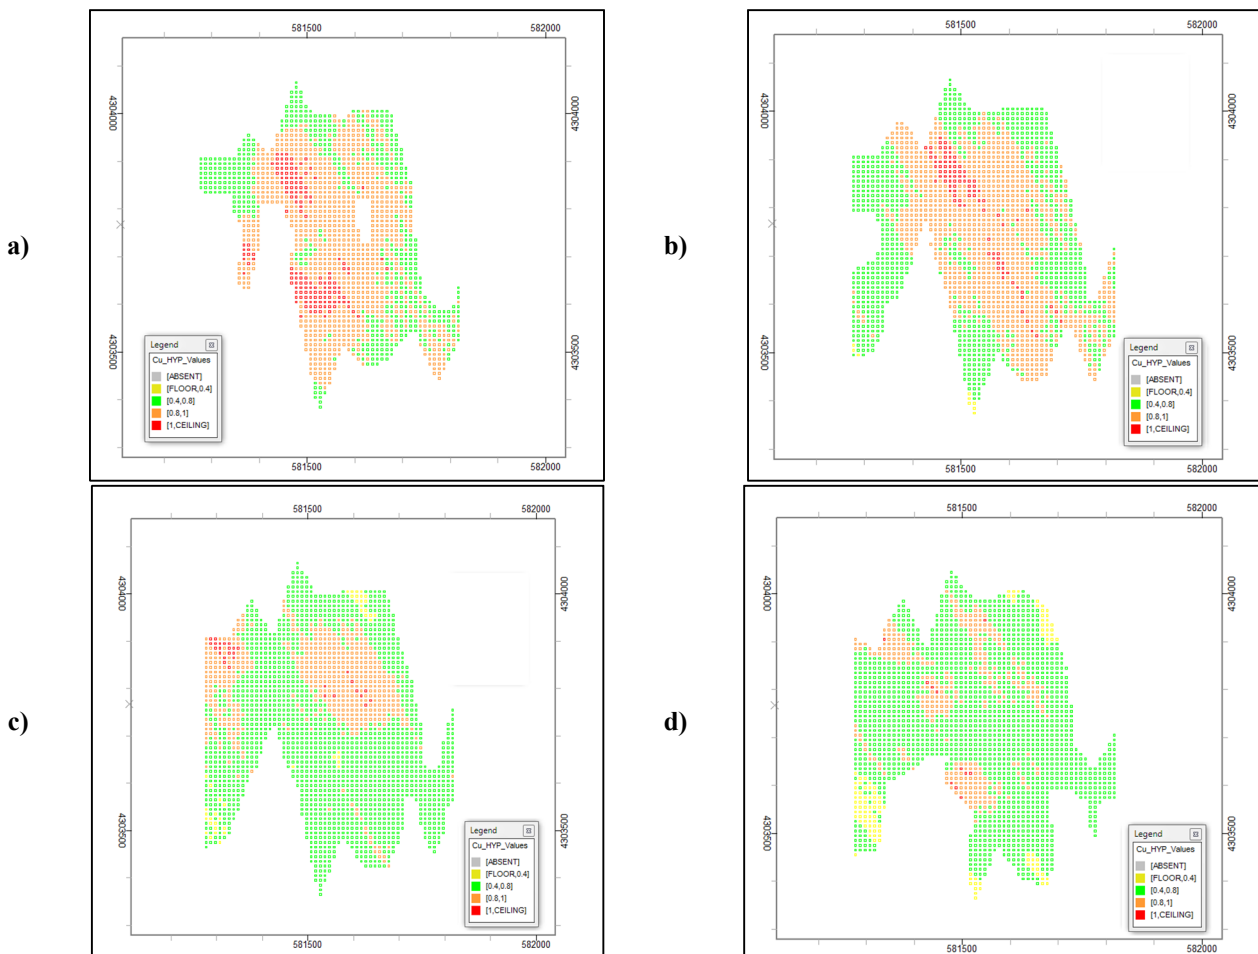 a)
581500 582000
4304000 4304000
4303500 4303500
Legend
Cu_HYP_Values
[ABSENT]
[FLOOR,0.4]
[0.4,0.8]
[0.8,1]
[1,CEILING]
581500 582000
b)
581500 582000
4304000 4304000
4303500 4303500
Legend
Cu_HYP_Values
[ABSENT]
[FLOOR,0.4]
[0.4,0.8]
[0.8,1]
[1,CEILING]
581500 582000
c)
581500 582000
4304000 4304000
4303500 4303500
Legend
Cu_HYP_Values
[ABSENT]
[FLOOR,0.4]
[0.4,0.8]
[0.8,1]
[1,CEILING]
581500 582000
d)
581500 582000
4304000 4304000
4303500 4303500
Legend
Cu_HYP_Values
[ABSENT]
[FLOOR,0.4]
[0.4,0.8]
[0.8,1]
[1,CEILING]
581500 582000